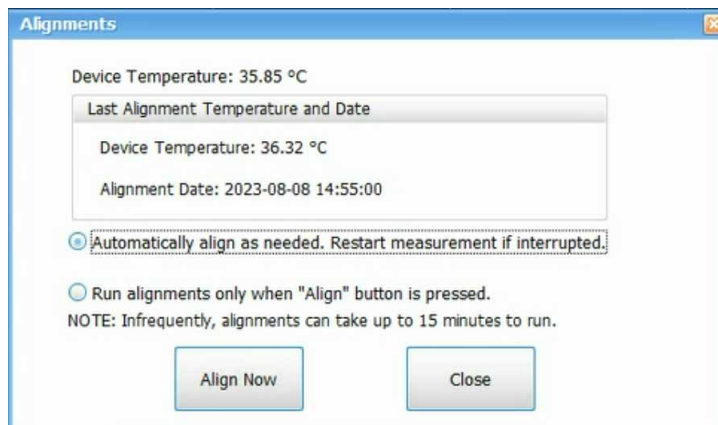 Alignments
Device Temperature: 35.85 °C
Last Alignment Temperature and Date
Device Temperature: 36.32 °C
Alignment Date: 2023-08-08 14:55:00
Automatically align as needed. Restart measurement if interrupted.
Run alignments only when "Align" button is pressed.
NOTE: Infrequently, alignments can take up to 15 minutes to run.
Align Now
Close